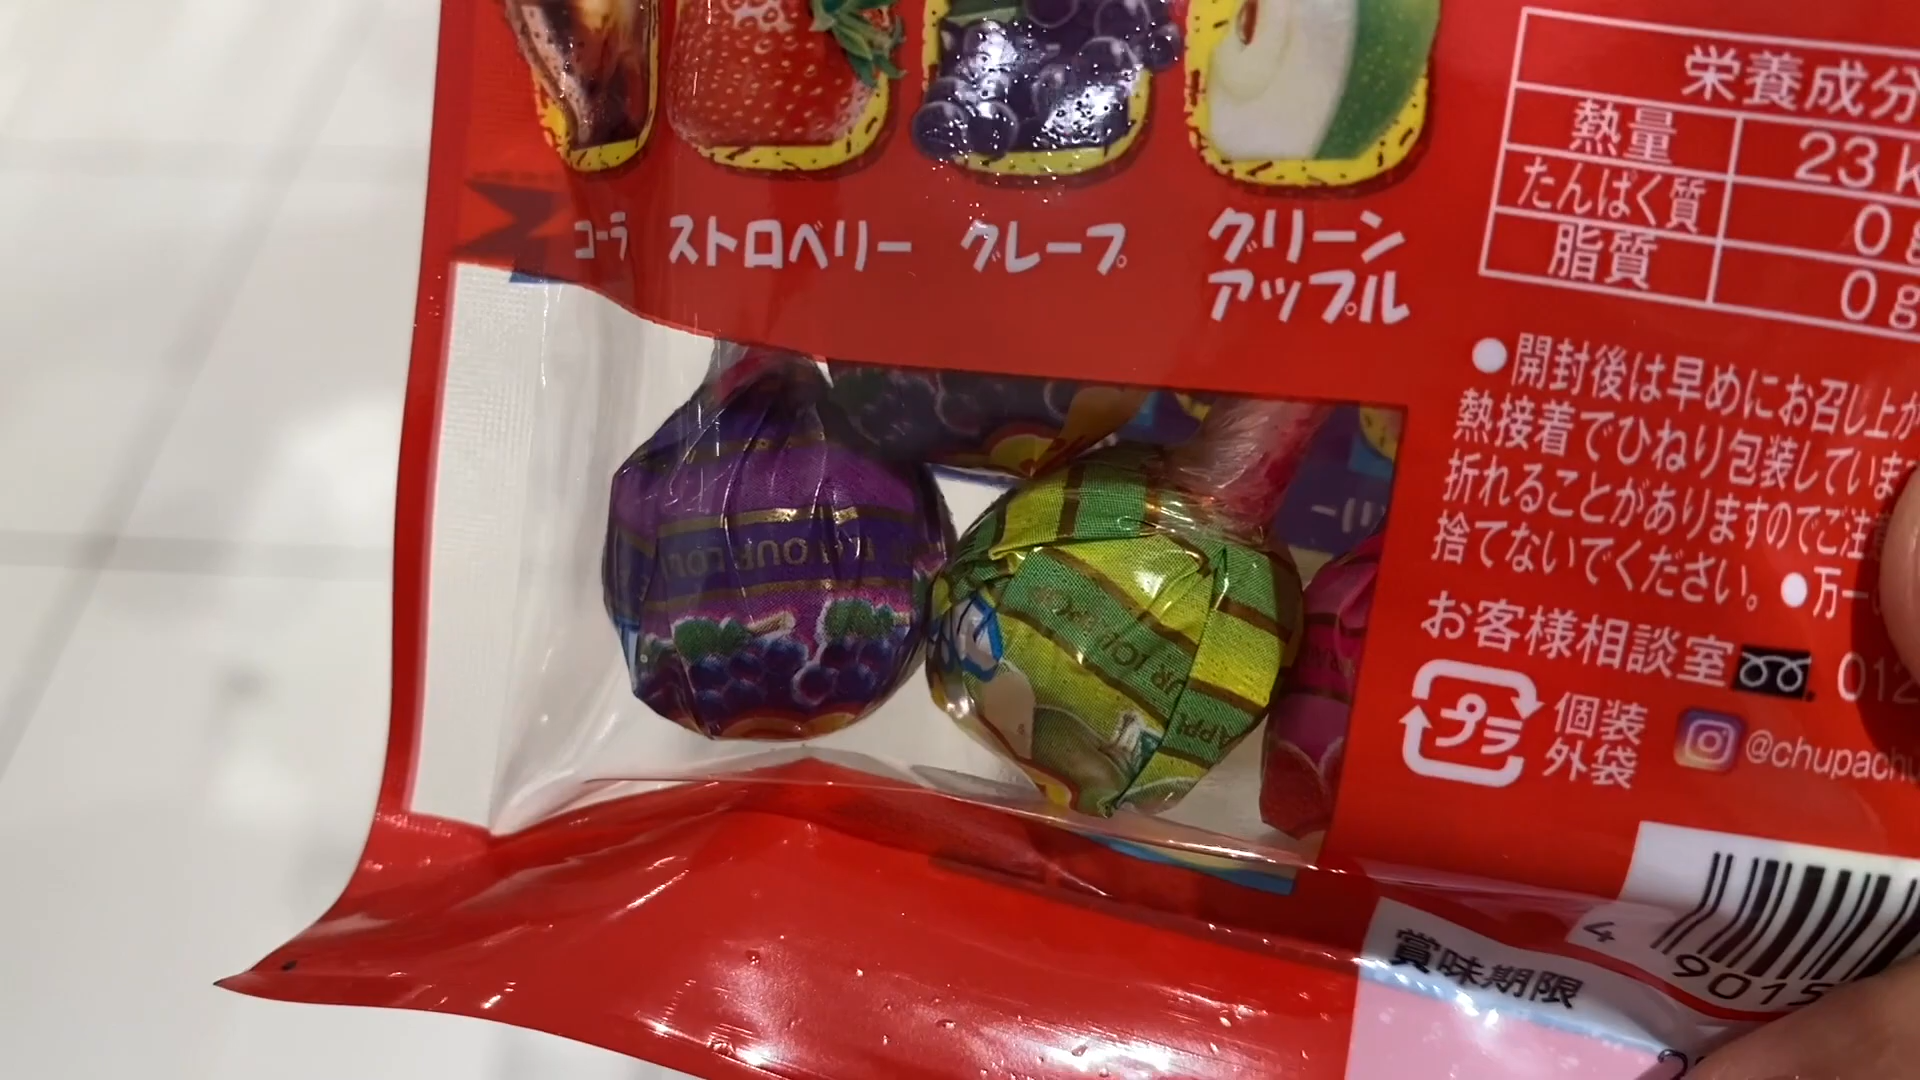 コーラ
ストロベリー
グレープ
グリーン
アップル
栄養成分
熱量 23 k
たんぱく質 0 g
脂質 0 g
●開封後は早めにお召し上が
熱接着でひねり包装していま
折れることがありますのでご注意
捨てないでください。●万一
お客様相談室 012
プラ
個装
外袋
@chupachu
4
9015
賞味期限